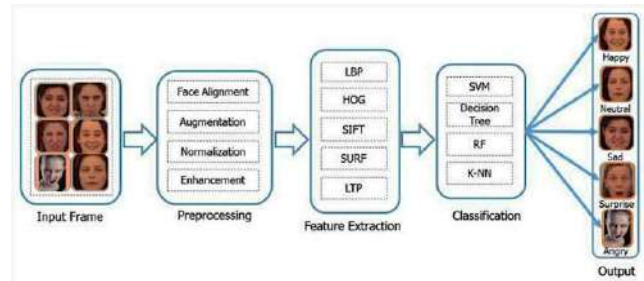 Input Frame
Face Alignment
Augmentation
Normalization
Enhancement
Preprocessing
LBP
HOG
SIFT
SURF
LTP
Feature Extraction
SVM
Decision
Tree
RF
K-NN
Classification
Happy
Neutral
Sad
Surprise
Angry
Output